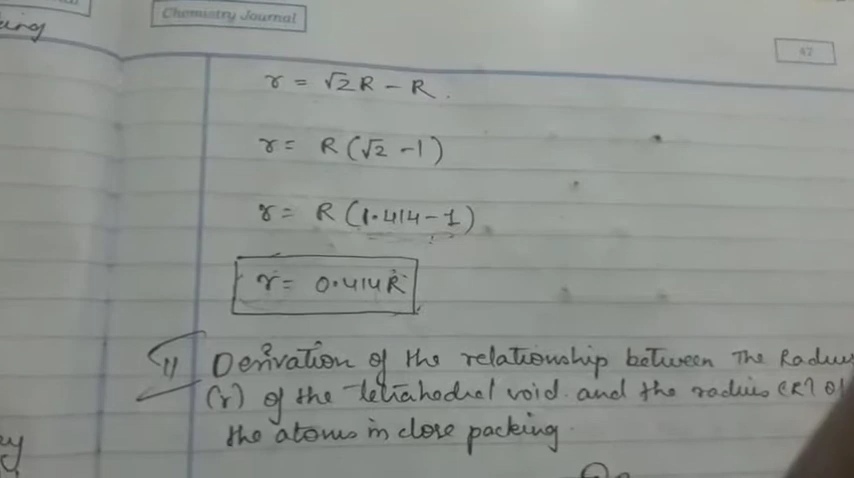 Chemistry Journal
42
r = √2R - R.
r = R(√2 - 1)
r = R(1.414 - 1)
r = 0.414R
11 Derivation of the relationship between The Radius
(r) of the tetrahedral void. and the radius (R) of
the atoms in close packing.